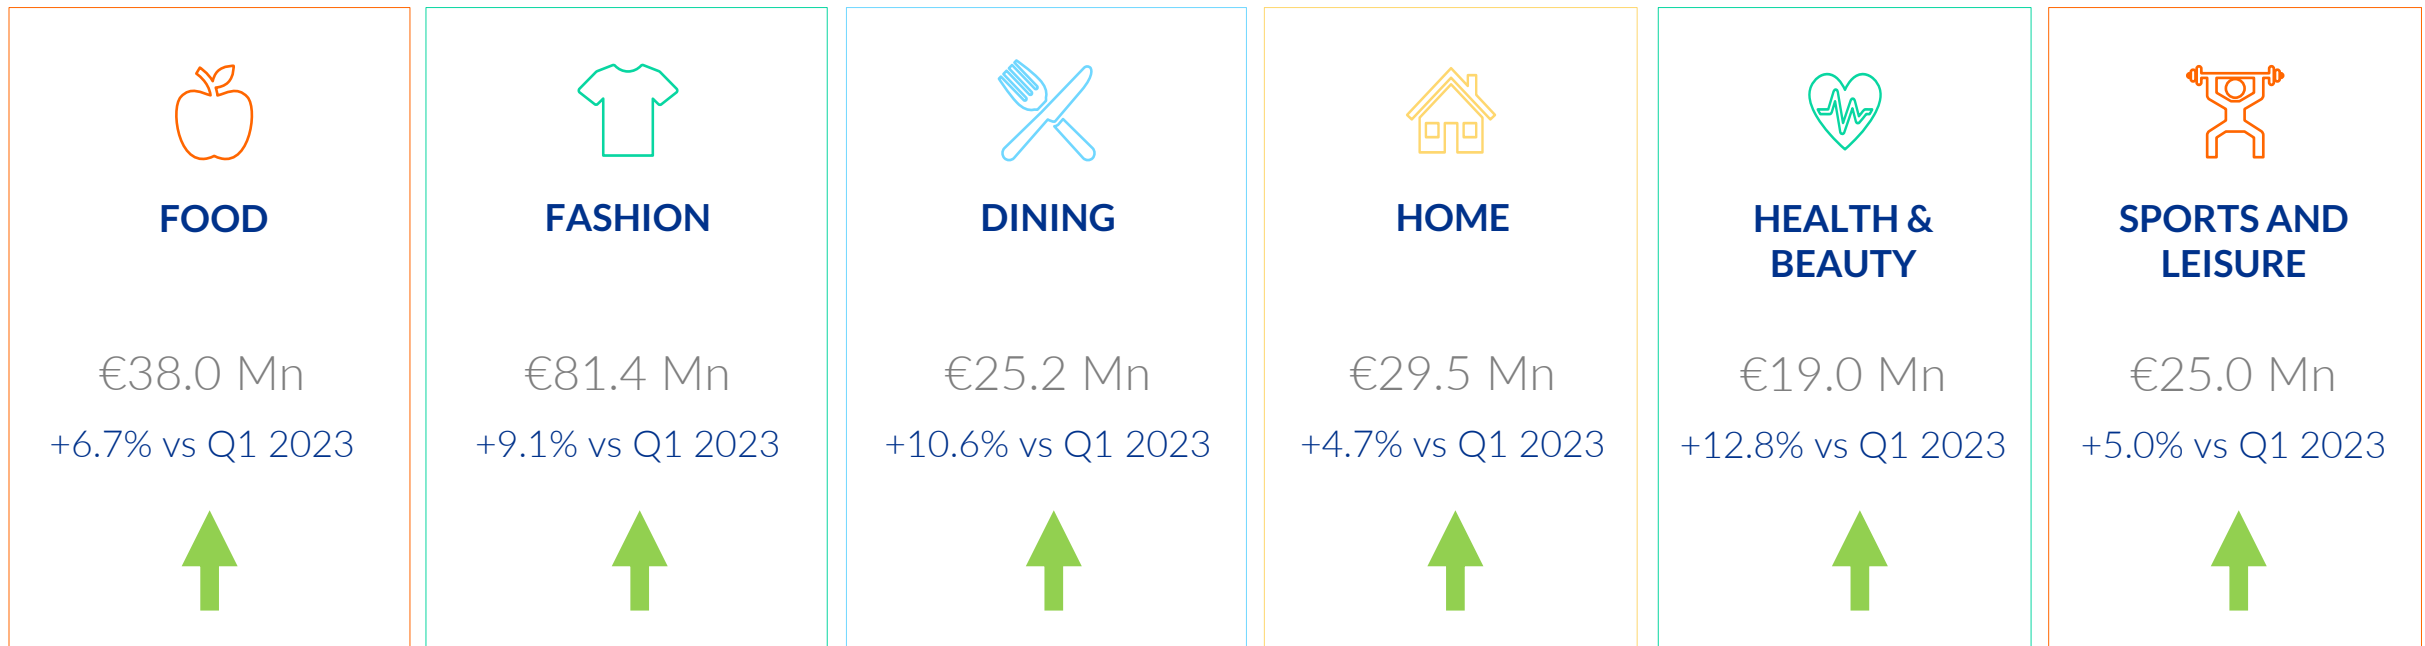 FOOD
€38.0 Mn
+6.7% vs Q1 2023
FASHION
€81.4 Mn
+9.1% vs Q1 2023
DINING
€25.2 Mn
+10.6% vs Q1 2023
HOME
€29.5 Mn
+4.7% vs Q1 2023
HEALTH &
BEAUTY
€19.0 Mn
+12.8% vs Q1 2023
SPORTS AND
LEISURE
€25.0 Mn
+5.0% vs Q1 2023